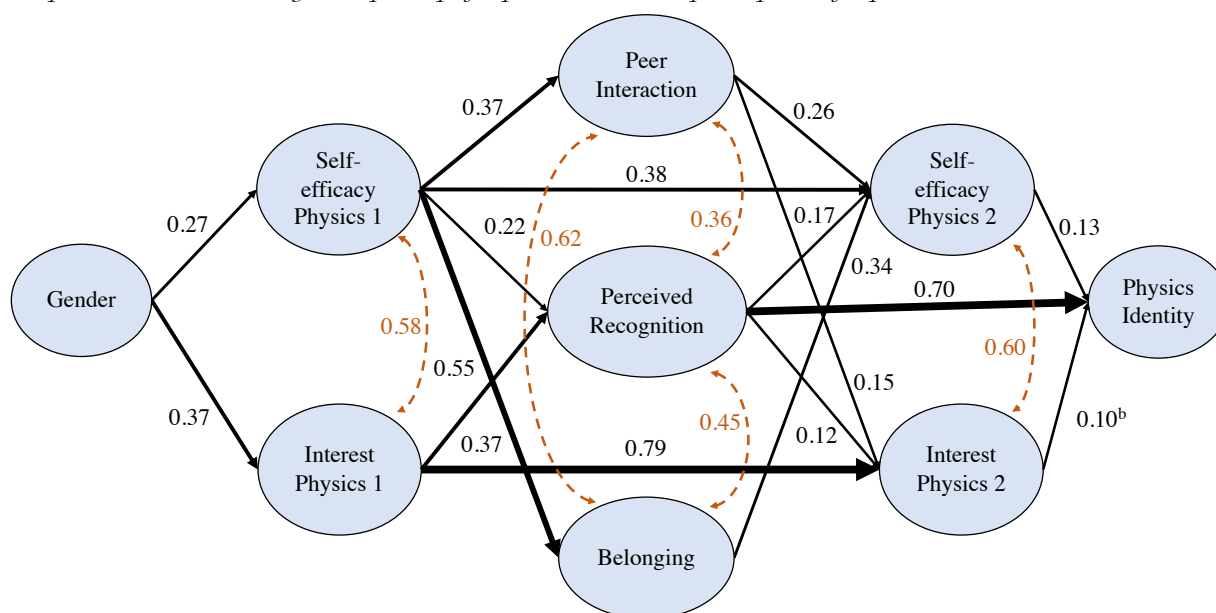 Peer
Interaction
0.37
0.26
Self-
efficacy
Physics 1
0.38
Self-
efficacy
Physics 2
0.27
0.22
0.62
0.36
0.17
0.13
Gender
0.34
0.70
Perceived
Recognition
Physics
Identity
0.58
0.60
0.55
0.15
0.37
0.45
0.12
0.10ᵇ
0.37
0.79
Interest
Physics 1
Interest
Physics 2
Belonging